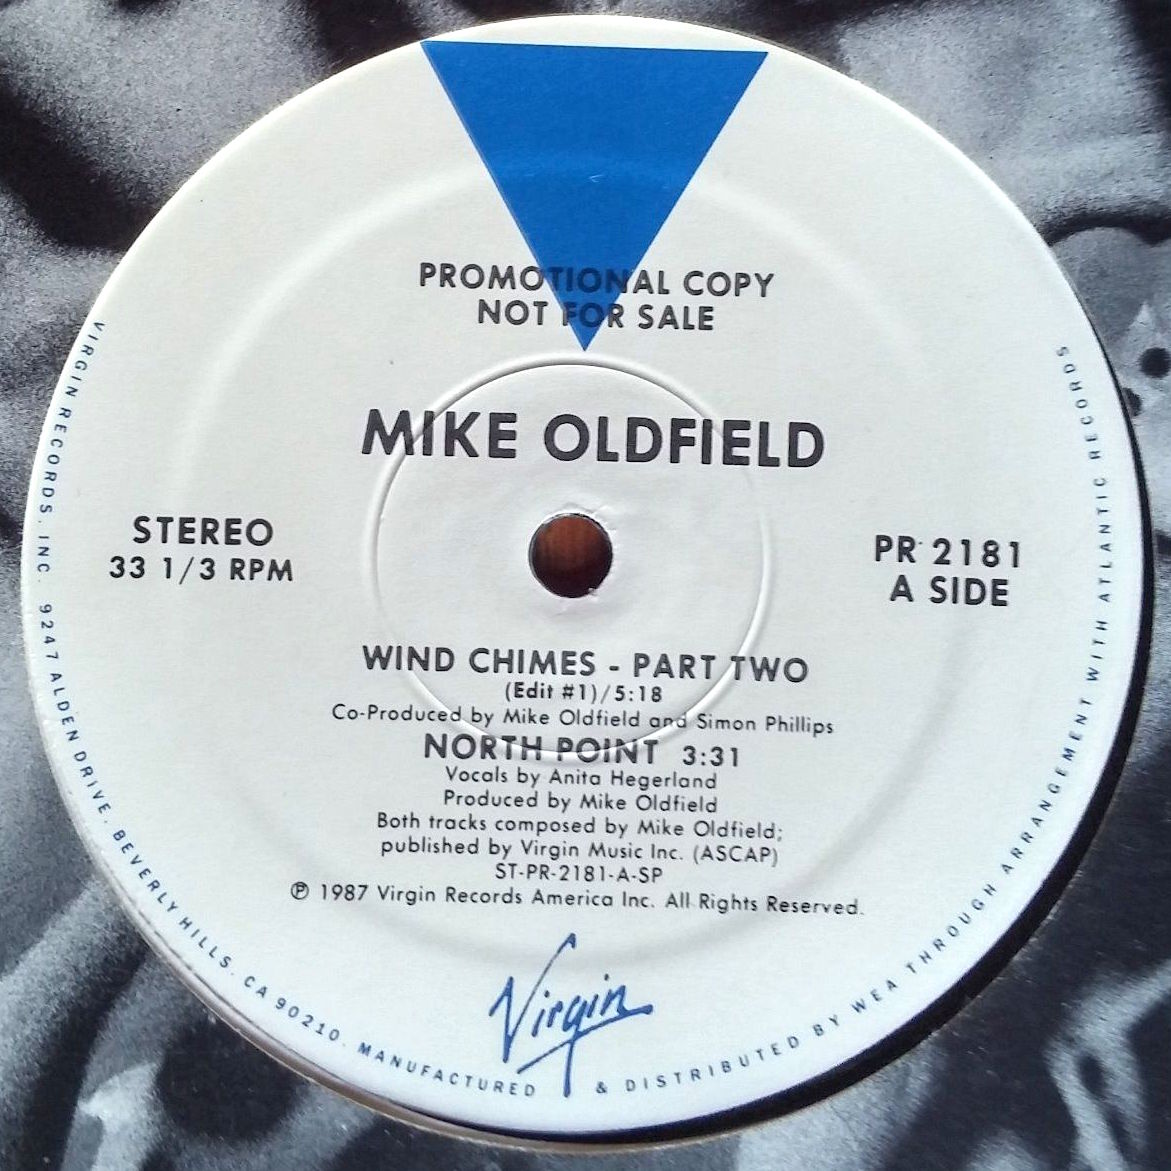 PROMOTIONAL COPY
NOT FOR SALE
MIKE OLDFIELD
STEREO
33 1/3 RPM
PR 2181
A SIDE
WIND CHIMES - PART TWO
(Edit #1)/5:18
Co-Produced by Mike Oldfield and Simon Phillips
NORTH POINT 3:31
Vocals by Anita Hegerland
Produced by Mike Oldfield
Both tracks composed by Mike Oldfield;
published by Virgin Music Inc. (ASCAP)
ST-PR-2181-A-SP
℗ 1987 Virgin Records America Inc. All Rights Reserved.
Virgin
VIRGIN RECORDS, INC. 9247 ALDEN DRIVE, BEVERLY HILLS, CA 90210. MANUFACTURED & DISTRIBUTED BY WEA THROUGH ARRANGEMENT WITH ATLANTIC RECORDS